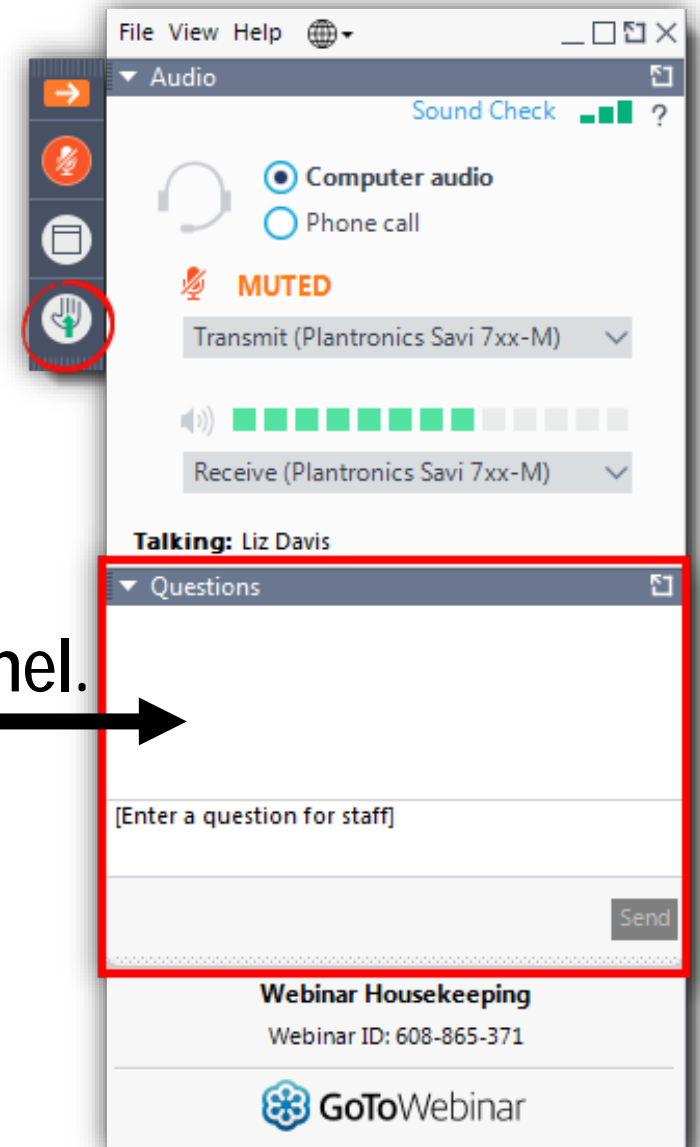 File View Help
Audio
Sound Check ?
Computer audio
Phone call
MUTED
Transmit (Plantronics Savi 7xx-M)
Receive (Plantronics Savi 7xx-M)
Talking: Liz Davis
Questions
nel.
[Enter a question for staff]
Send
Webinar Housekeeping
Webinar ID: 608-865-371
GoToWebinar